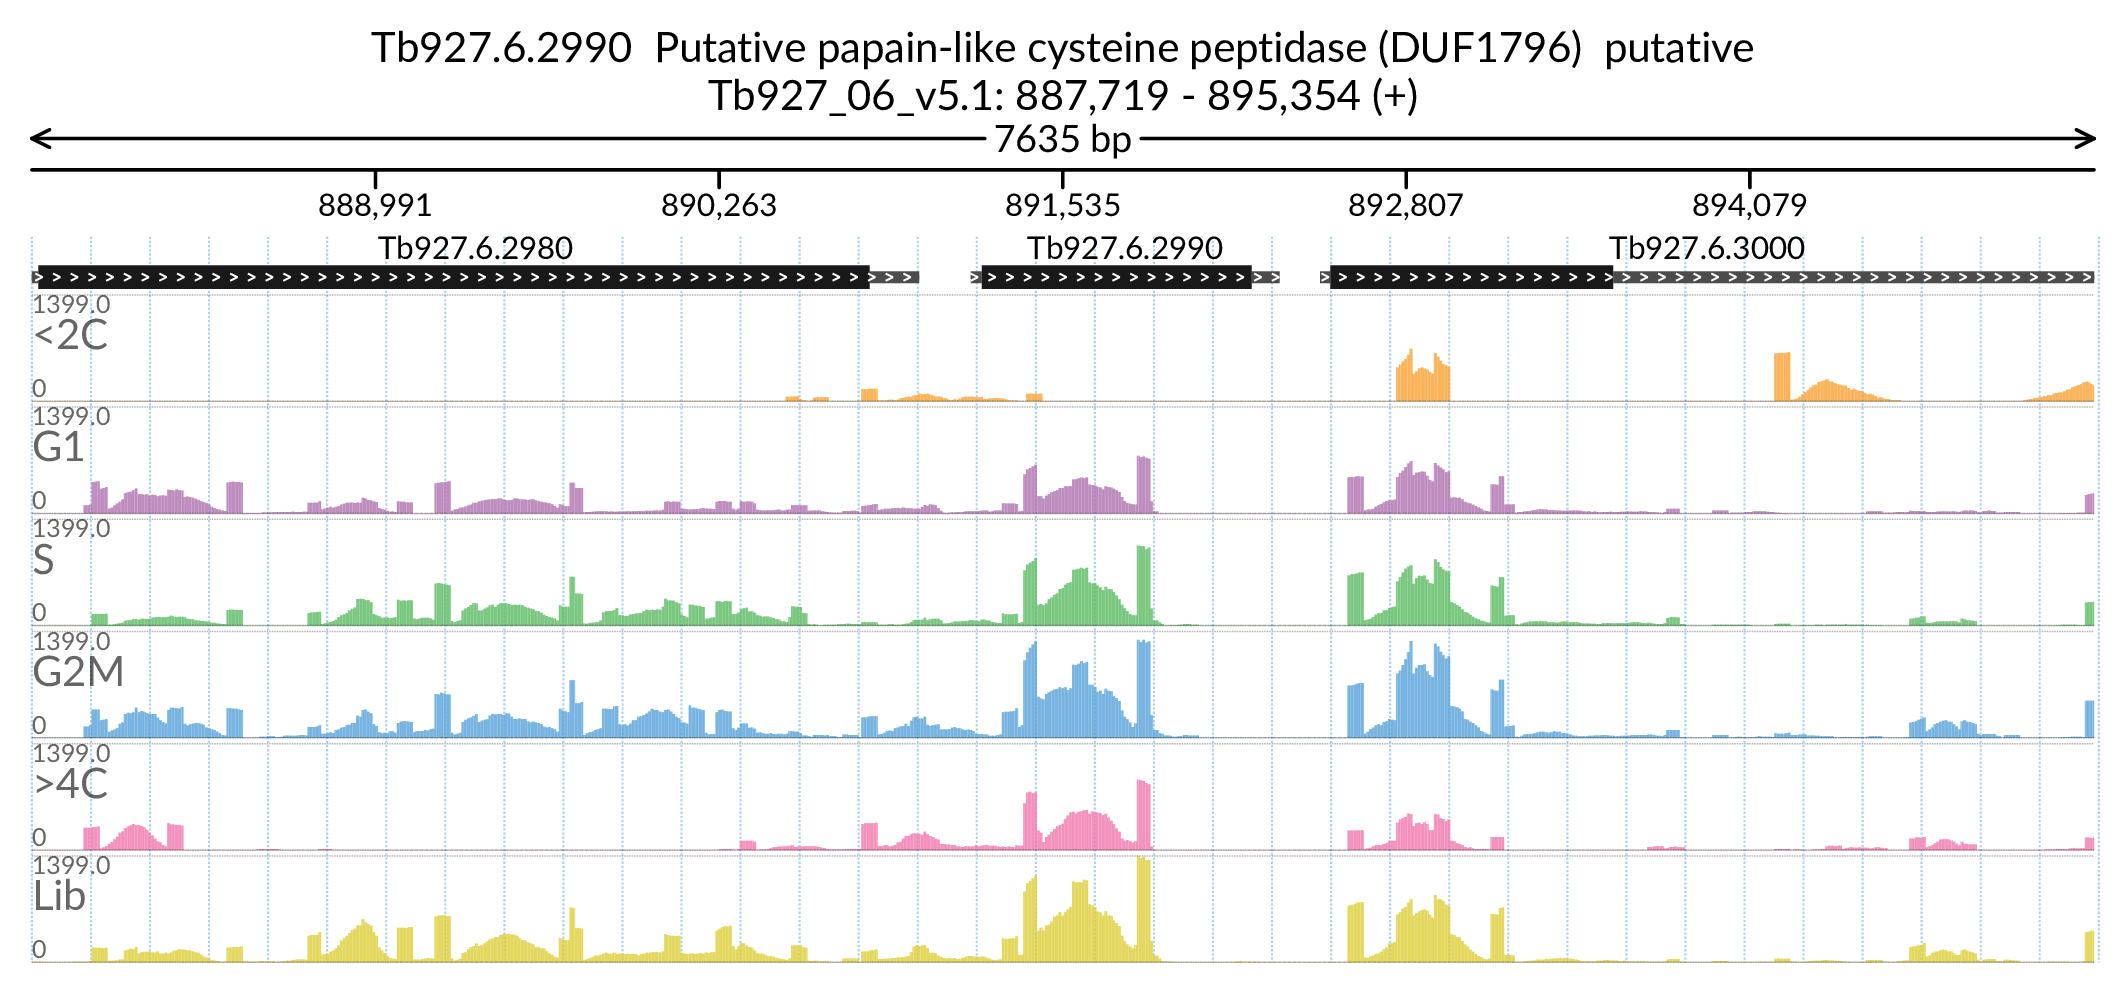 Tb927.6.2990  Putative papain-like cysteine peptidase (DUF1796)  putative
Tb927_06_v5.1: 887,719 - 895,354 (+)
7635 bp
888,991 890,263 891,535 892,807 894,079
Tb927.6.2980 Tb927.6.2990 Tb927.6.3000
1399.0
<2C
0
1399.0
G1
0
1399.0
S
0
1399.0
G2M
0
1399.0
>4C
0
1399.0
Lib
0